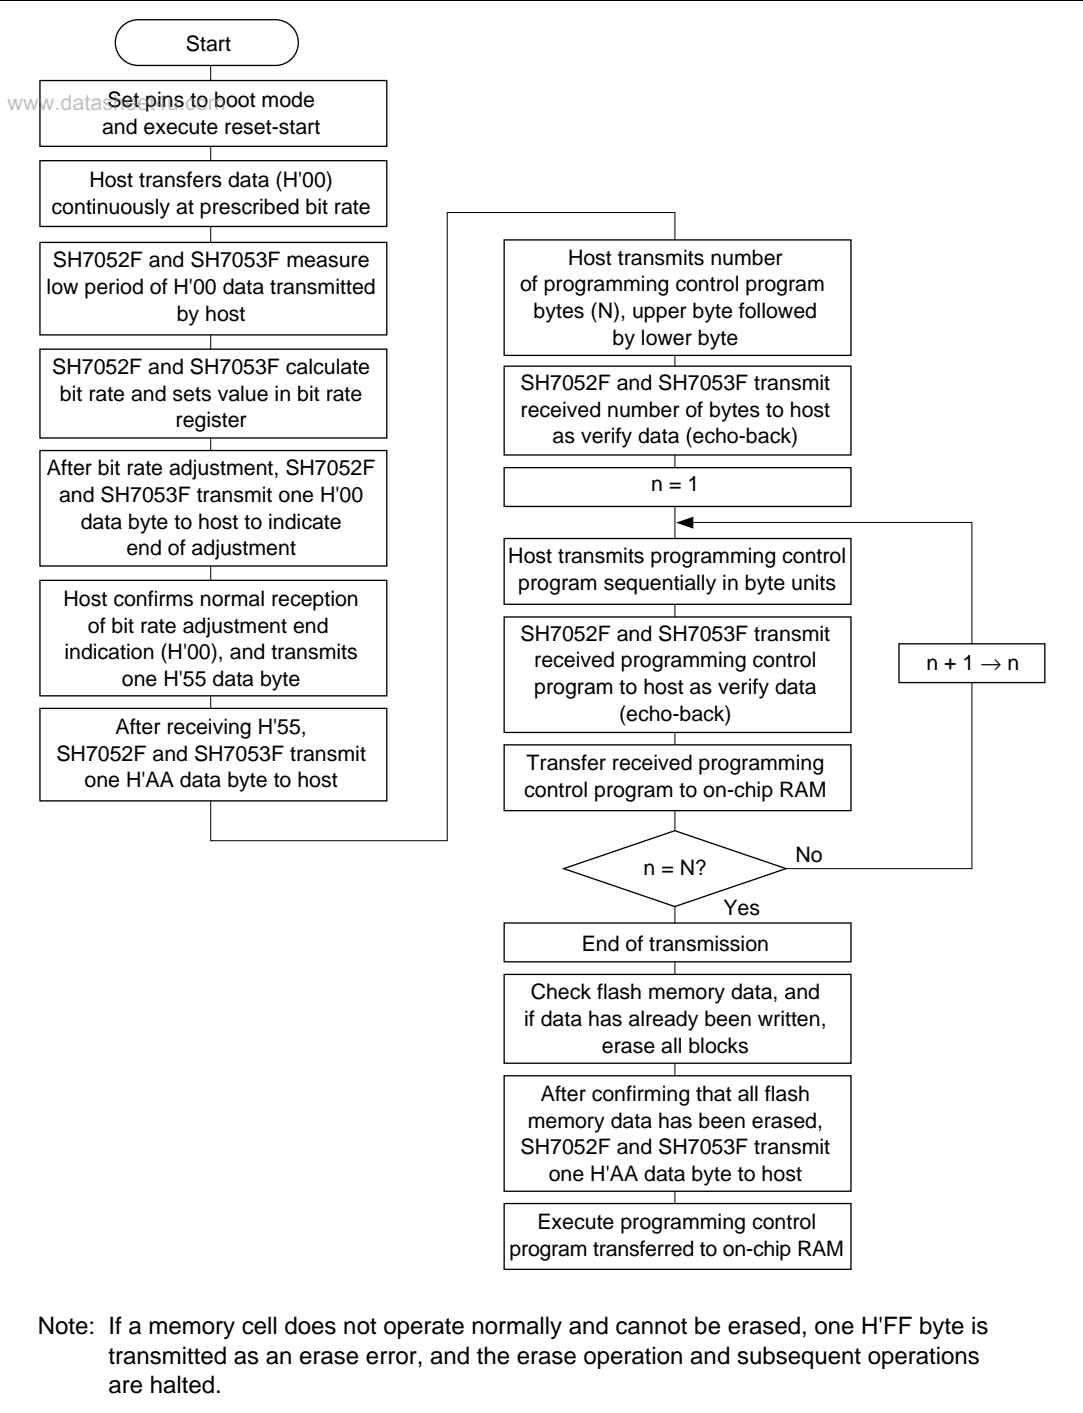 Start
www.datasheet4u.com
Set pins to boot mode
and execute reset-start
Host transfers data (H'00)
continuously at prescribed bit rate
SH7052F and SH7053F measure
low period of H'00 data transmitted
by host
SH7052F and SH7053F calculate
bit rate and sets value in bit rate
register
After bit rate adjustment, SH7052F
and SH7053F transmit one H'00
data byte to host to indicate
end of adjustment
Host confirms normal reception
of bit rate adjustment end
indication (H'00), and transmits
one H'55 data byte
After receiving H'55,
SH7052F and SH7053F transmit
one H'AA data byte to host
Host transmits number
of programming control program
bytes (N), upper byte followed
by lower byte
SH7052F and SH7053F transmit
received number of bytes to host
as verify data (echo-back)
n = 1
Host transmits programming control
program sequentially in byte units
SH7052F and SH7053F transmit
received programming control
program to host as verify data
(echo-back)
n + 1 → n
Transfer received programming
control program to on-chip RAM
n = N?
No
Yes
End of transmission
Check flash memory data, and
if data has already been written,
erase all blocks
After confirming that all flash
memory data has been erased,
SH7052F and SH7053F transmit
one H'AA data byte to host
Execute programming control
program transferred to on-chip RAM
Note: If a memory cell does not operate normally and cannot be erased, one H'FF byte is
transmitted as an erase error, and the erase operation and subsequent operations
are halted.